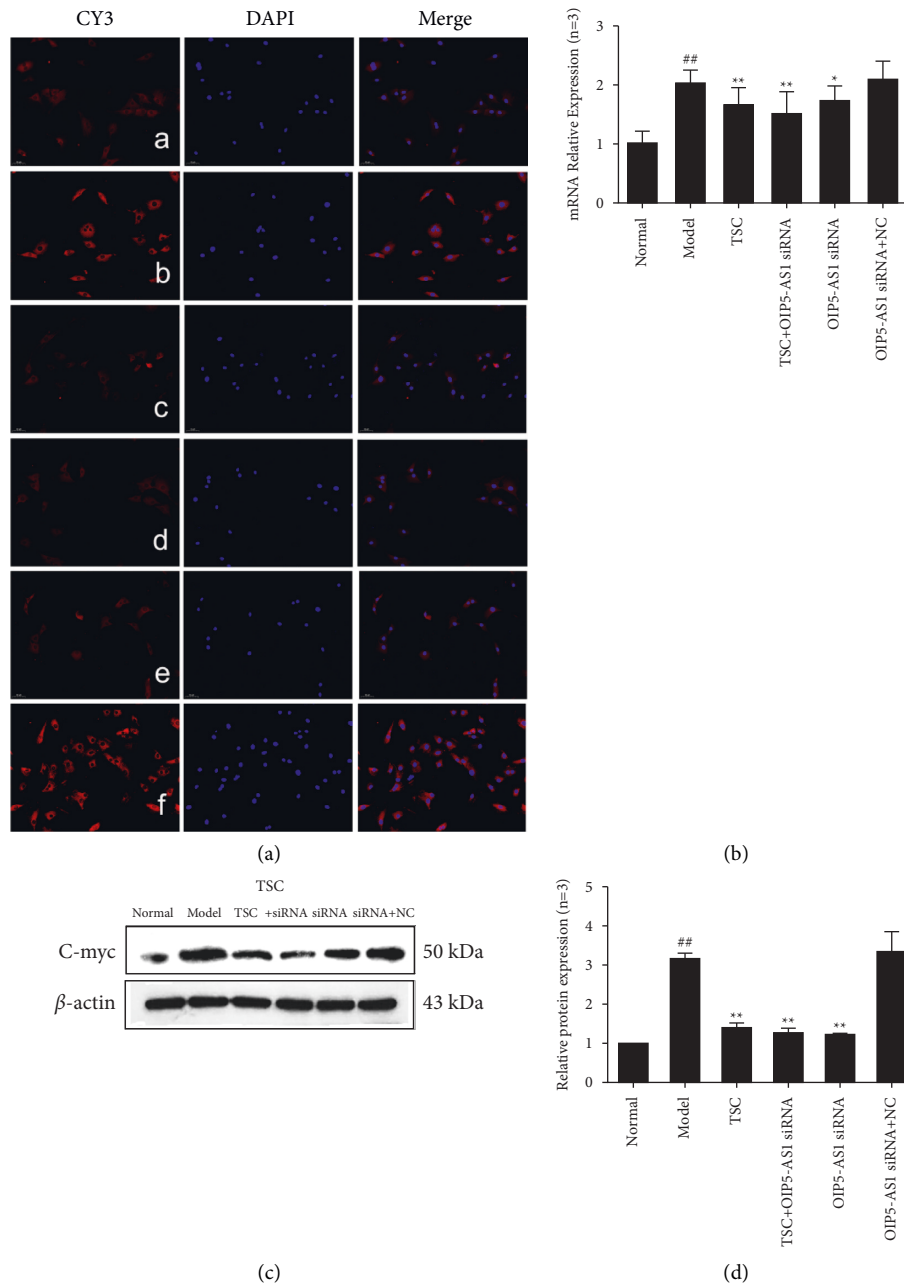 CY3 DAPI Merge
a
b
c
d
e
f
(a)
mRNA Relative Expression (n=3)
3
2
1
0
##
**
**
*
Normal
Model
TSC
TSC+OIP5-AS1 siRNA
OIP5-AS1 siRNA
OIP5-AS1 siRNA+NC
(b)
TSC
Normal Model TSC +siRNA siRNA siRNA+NC
C-myc 50 kDa
β-actin 43 kDa
(c)
Relative protein expression (n=3)
5
4
3
2
1
0
##
**
**
**
Normal
Model
TSC
TSC+OIP5-AS1 siRNA
OIP5-AS1 siRNA
OIP5-AS1 siRNA+NC
(d)